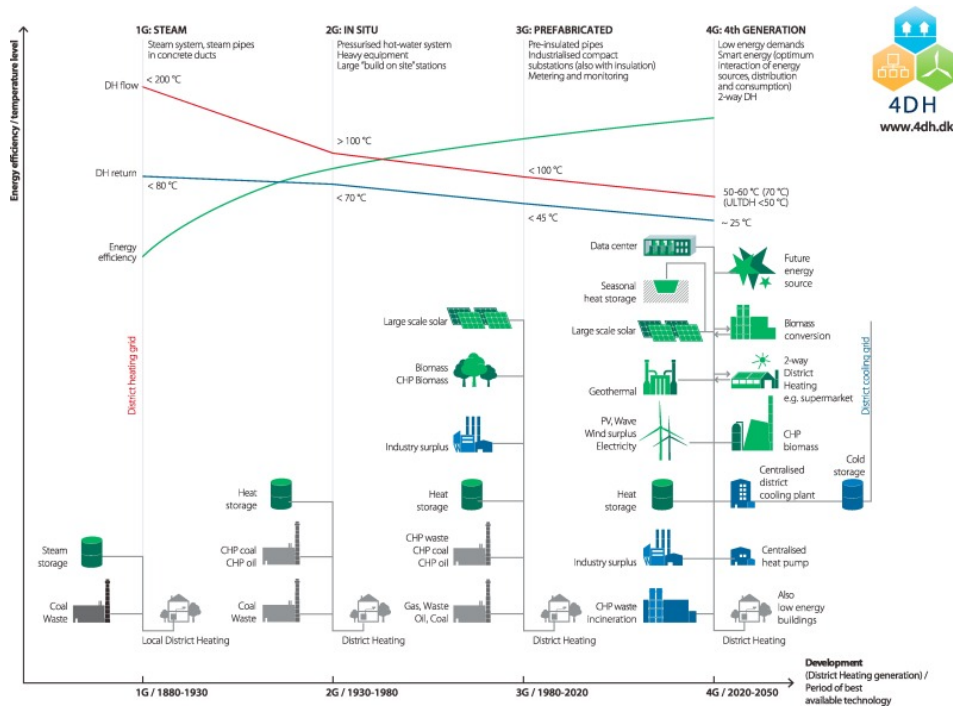 1G: STEAM
Steam system, steam pipes
in concrete ducts
2G: IN SITU
Pressurised hot-water system
Heavy equipment
Large "build on site" stations
3G: PREFABRICATED
Pre-insulated pipes
Industrialised compact
substations (also with insulation)
Metering and monitoring
4G: 4th GENERATION
Low energy demands
Smart energy (optimum
interaction of energy
sources, distribution
and consumption)
2-way DH
4DH
www.4dh.dk
Energy efficiency / temperature level
DH flow
< 200 °C
> 100 °C
< 100 °C
50-60 °C (70 °C)
(ULTDH <50 °C)
DH return
< 80 °C
< 70 °C
< 45 °C
~ 25 °C
Energy
efficiency
District heating grid
Data center
Future
energy
source
Seasonal
heat storage
Large scale solar
Large scale solar
Biomass
conversion
Biomass
CHP Biomass
Geothermal
2-way
District
Heating
e.g. supermarket
District cooling grid
Industry surplus
PV, Wave
Wind surplus
Electricity
CHP
biomass
Cold
storage
Heat
storage
Heat
storage
Heat
storage
Centralised
district
cooling plant
Steam
storage
CHP coal
CHP oil
CHP waste
CHP coal
CHP oil
Industry surplus
Centralised
heat pump
Coal
Waste
Coal
Waste
Gas, Waste
Oil, Coal
CHP waste
incineration
Also
low energy
buildings
Local District Heating
District Heating
District Heating
District Heating
1G / 1880-1930
2G / 1930-1980
3G / 1980-2020
4G / 2020-2050
Development
(District Heating generation) /
Period of best
available technology